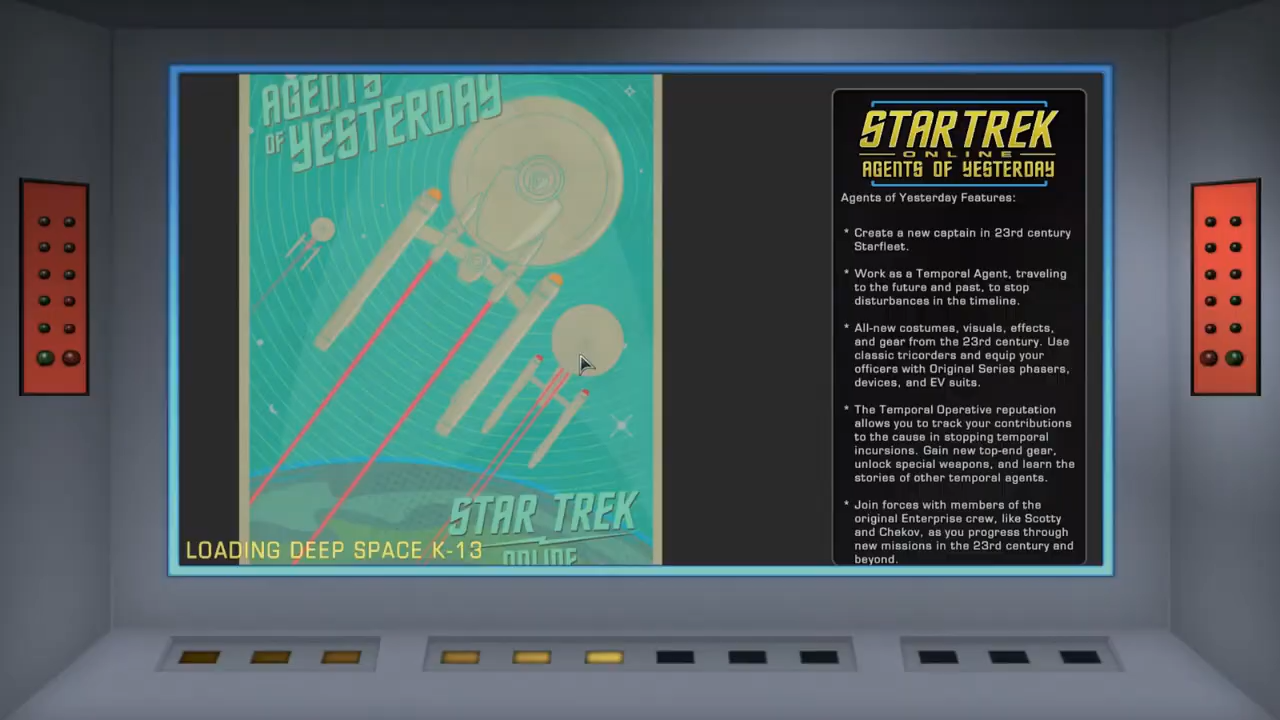 AGENTS
OF YESTERDAY
STAR TREK
ONLINE
LOADING DEEP SPACE K-13
STAR TREK
ONLINE
AGENTS OF YESTERDAY
Agents of Yesterday Features:
* Create a new captain in 23rd century
Starfleet.
* Work as a Temporal Agent, traveling
to the future and past, to stop
disturbances in the timeline.
* All-new costumes, visuals, effects,
and gear from the 23rd century. Use
classic tricorders and equip your
officers with Original Series phasers,
devices, and EV suits.
* The Temporal Operative reputation
allows you to track your contributions
to the cause in stopping temporal
incursions. Gain new top-end gear,
unlock special weapons, and learn the
stories of other temporal agents.
* Join forces with members of the
original Enterprise crew, like Scotty
and Chekov, as you progress through
new missions in the 23rd century and
beyond.